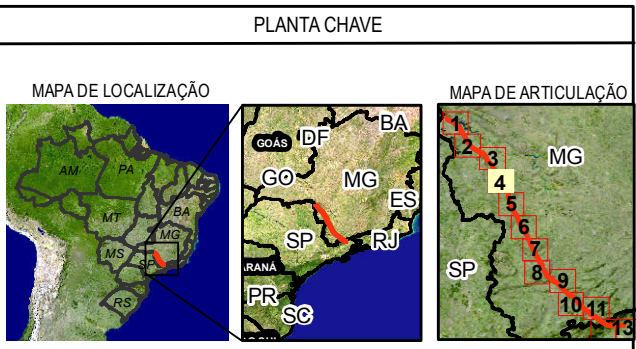 PLANTA CHAVE
MAPA DE LOCALIZAÇÃO
MAPA DE ARTICULAÇÃO
AM
PA
MT
BA
MG
MS
SP
RS
GOÁS
DF
BA
GO
MG
ES
SP
RJ
ARANÁ
PR
SC
1
2
3
MG
4
5
6
7
SP
8
9
10
11
13